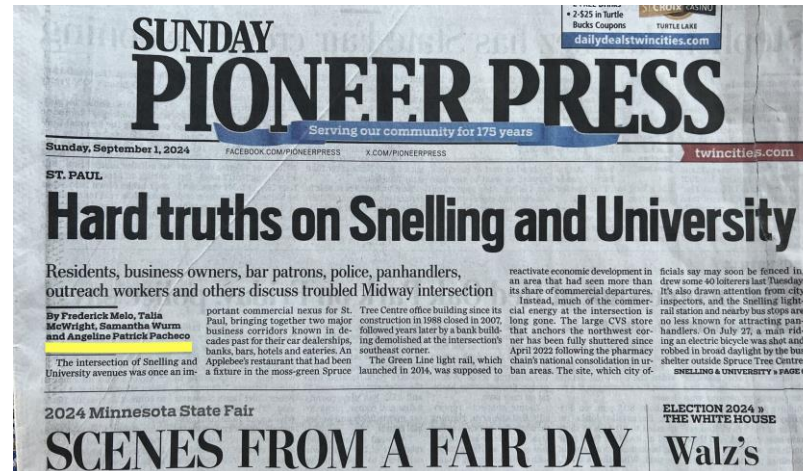 • 2-$25 in Turtle
Bucks Coupons
ST. CROIX CASINO
TURTLE LAKE
dailydealstwincities.com
SUNDAY
PIONEER PRESS
Serving our community for 175 years
Sunday, September 1, 2024
FACEBOOK.COM/PIONEERPRESS
X.COM/PIONEERPRESS
twincities.com
ST. PAUL
Hard truths on Snelling and University
Residents, business owners, bar patrons, police, panhandlers,
outreach workers and others discuss troubled Midway intersection
By Frederick Melo, Talia
McWright, Samantha Wurm
and Angeline Patrick Pacheco
The intersection of Snelling and
University avenues was once an im-
portant commercial nexus for St.
Paul, bringing together two major
business corridors known in de-
cades past for their car dealerships,
banks, bars, hotels and eateries. An
Applebee's restaurant that had been
a fixture in the moss-green Spruce
Tree Centre office building since its
construction in 1988 closed in 2007,
followed years later by a bank build-
ing demolished at the intersection's
southeast corner.
The Green Line light rail, which
launched in 2014, was supposed to
reactivate economic development in
an area that had seen more than
its share of commercial departures.
Instead, much of the commer-
cial energy at the intersection is
long gone. The large CVS store
that anchors the northwest cor-
ner has been fully shuttered since
April 2022 following the pharmacy
chain's national consolidation in ur-
ban areas. The site, which city of-
ficials say may soon be fenced in,
drew some 40 loiterers last Tuesday
It's also drawn attention from city
inspectors, and the Snelling light
rail station and nearby bus stops are
no less known for attracting pan-
handlers. On July 27, a man rid-
ing an electric bicycle was shot and
robbed in broad daylight by the bus
shelter outside Spruce Tree Centre
SNELLING & UNIVERSITY » PAGE
2024 Minnesota State Fair
SCENES FROM A FAIR DAY
ELECTION 2024 »
THE WHITE HOUSE
Walz's